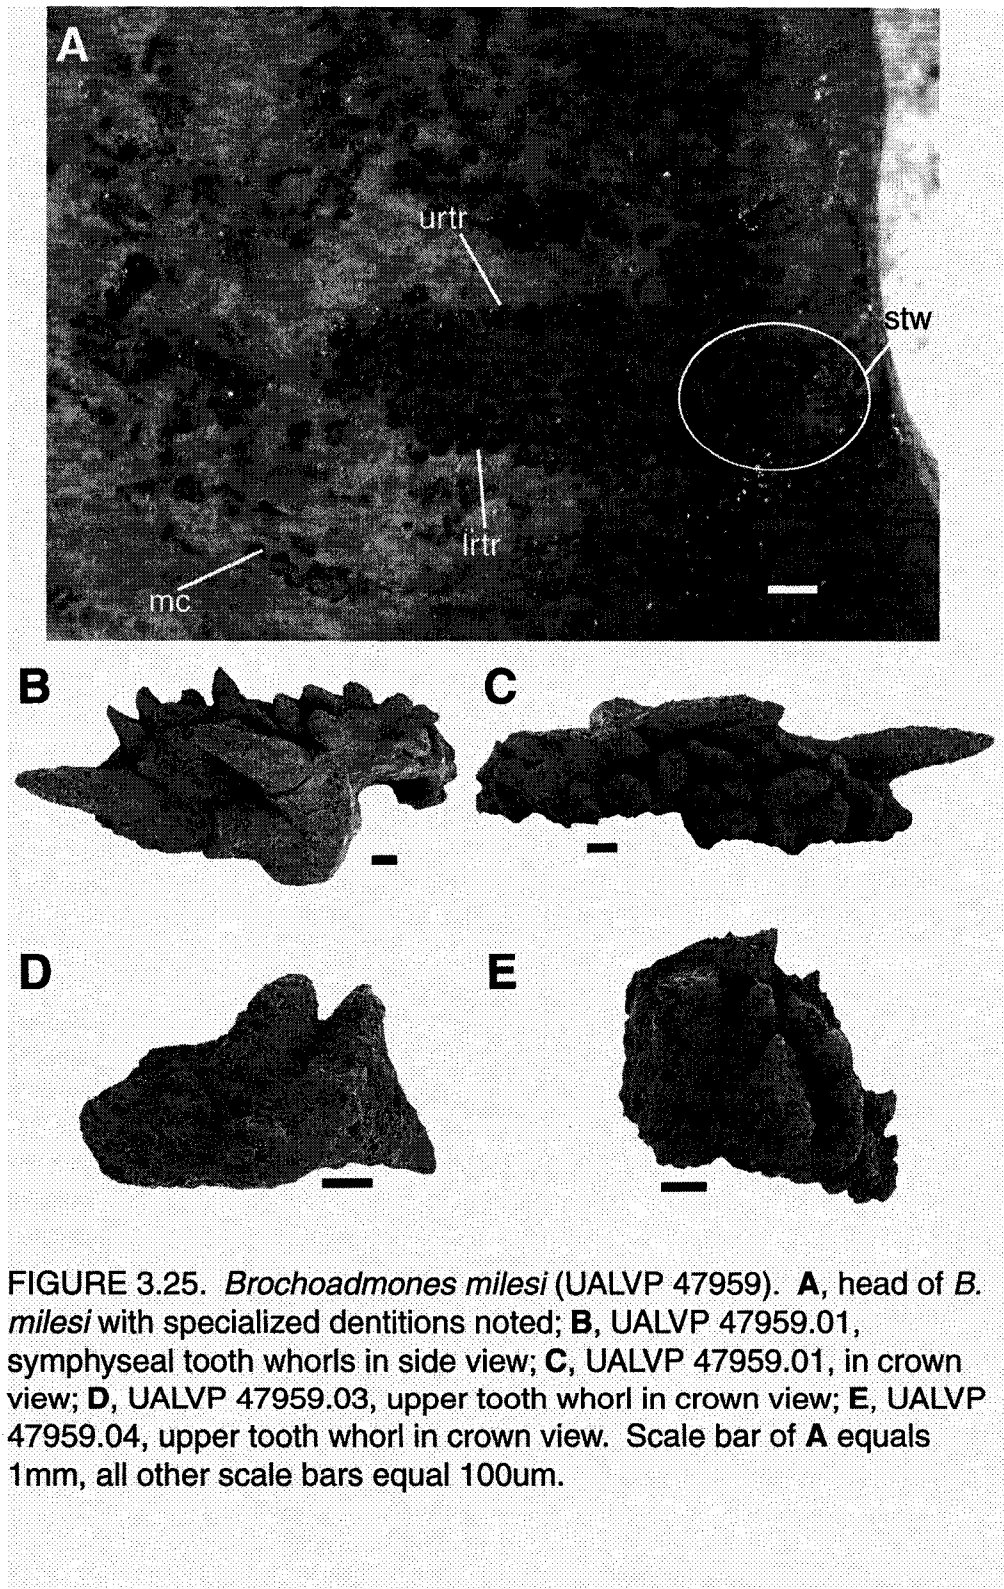 A
urtr
stw
lrtr
mc
B
C
D
E
FIGURE 3.25. Brochoadmones milesi (UALVP 47959). A, head of B.
milesi with specialized dentitions noted; B, UALVP 47959.01,
symphyseal tooth whorls in side view; C, UALVP 47959.01, in crown
view; D, UALVP 47959.03, upper tooth whorl in crown view; E, UALVP
47959.04, upper tooth whorl in crown view. Scale bar of A equals
1mm, all other scale bars equal 100um.